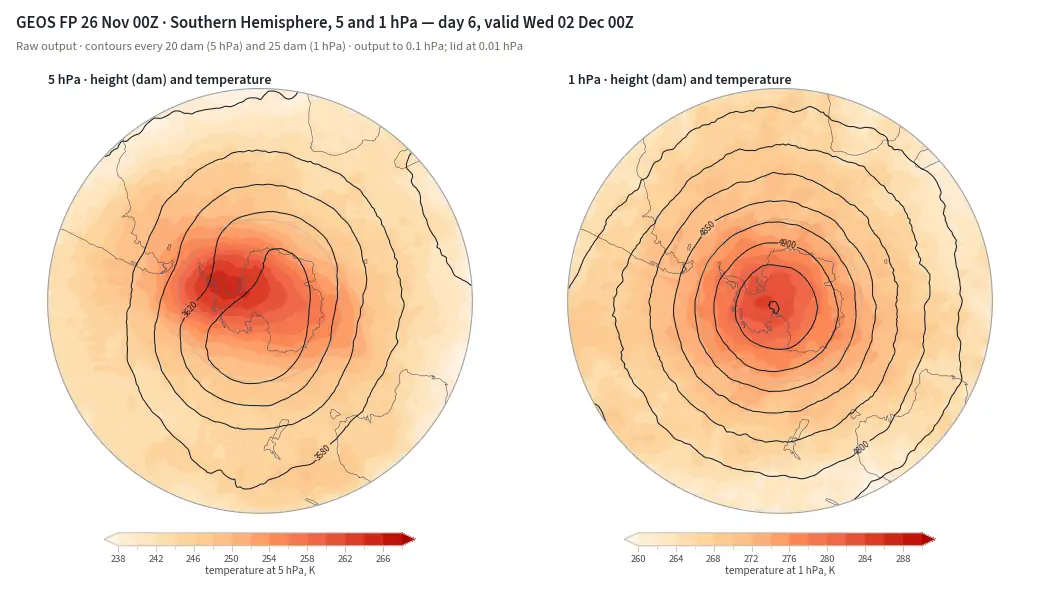 GEOS FP 26 Nov 00Z · Southern Hemisphere, 5 and 1 hPa — day 6, valid Wed 02 Dec 00Z
Raw output · contours every 20 dam (5 hPa) and 25 dam (1 hPa) · output to 0.1 hPa; lid at 0.01 hPa
5 hPa · height (dam) and temperature
3620
3580
238 242 246 250 254 258 262 266
temperature at 5 hPa, K
1 hPa · height (dam) and temperature
4850
4900
4800
260 264 268 272 276 280 284 288
temperature at 1 hPa, K